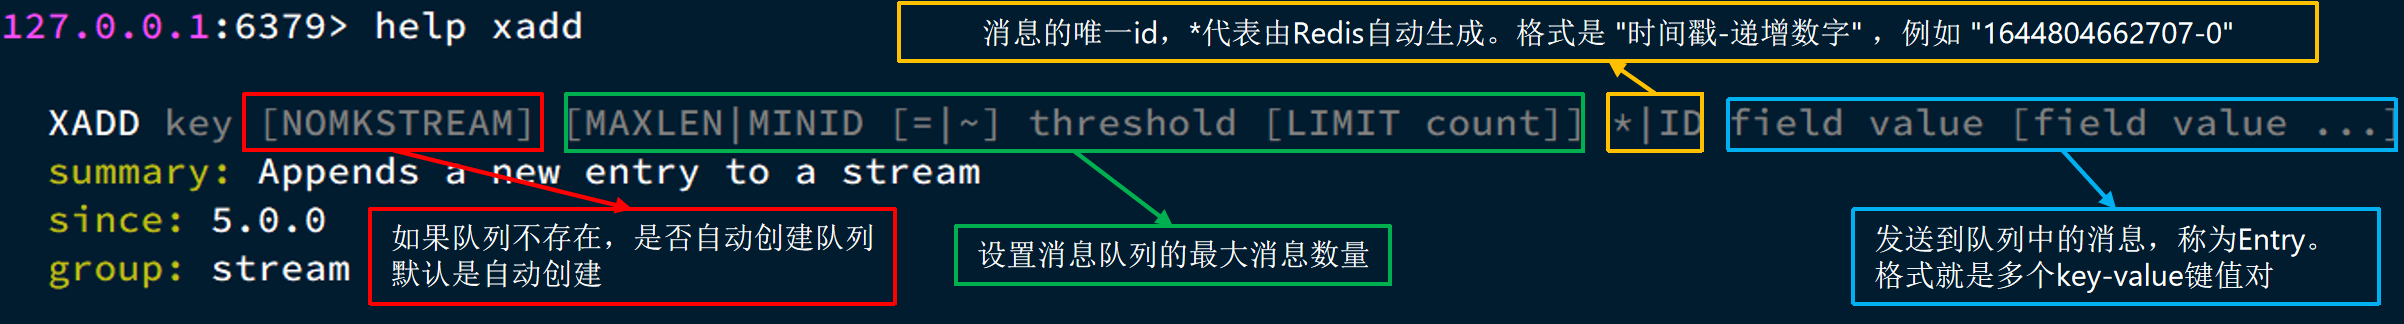 127.0.0.1:6379> help xadd
消息的唯一id，*代表由Redis自动生成。格式是 "时间戳-递增数字" ，例如 "1644804662707-0"
XADD key [NOMKSTREAM] [MAXLEN|MINID [=|~] threshold [LIMIT count]] *|ID field value [field value ...]
summary: Appends a new entry to a stream
since: 5.0.0
group: stream
如果队列不存在，是否自动创建队列
默认是自动创建
设置消息队列的最大消息数量
发送到队列中的消息，称为Entry。
格式就是多个key-value键值对